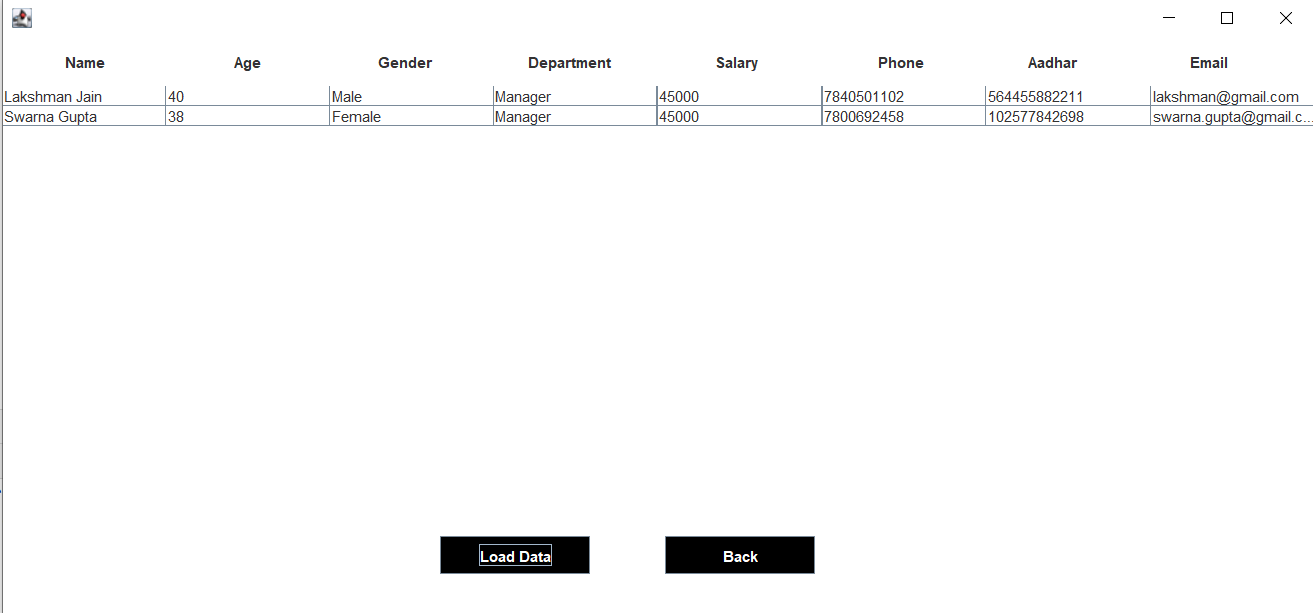 Name Age Gender Department Salary Phone Aadhar Email
Lakshman Jain 40 Male Manager 45000 7840501102 564455882211 lakshman@gmail.com
Swarna Gupta 38 Female Manager 45000 7800692458 102577842698 swarna.gupta@gmail.c...
Load Data Back